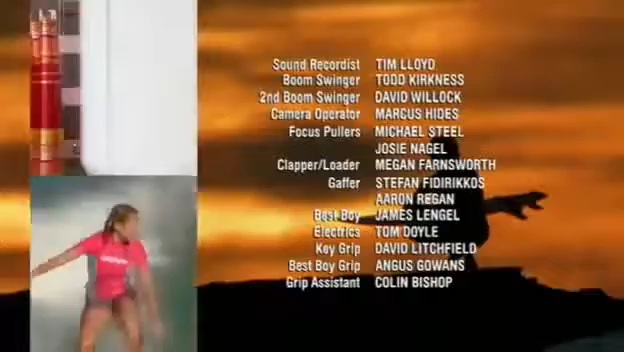 Sound Recordist TIM LLOYD
Boom Swinger TODD KIRKNESS
2nd Boom Swinger DAVID WILLOCK
Camera Operator MARCUS HIDES
Focus Pullers MICHAEL STEEL
JOSIE NAGEL
Clapper/Loader MEGAN FARNSWORTH
Gaffer STEFAN FIDIRIKKOS
AARON REGAN
Best Boy JAMES LENGEL
Electrics TOM DOYLE
Key Grip DAVID LITCHFIELD
Best Boy Grip ANGUS GOWANS
Grip Assistant COLIN BISHOP